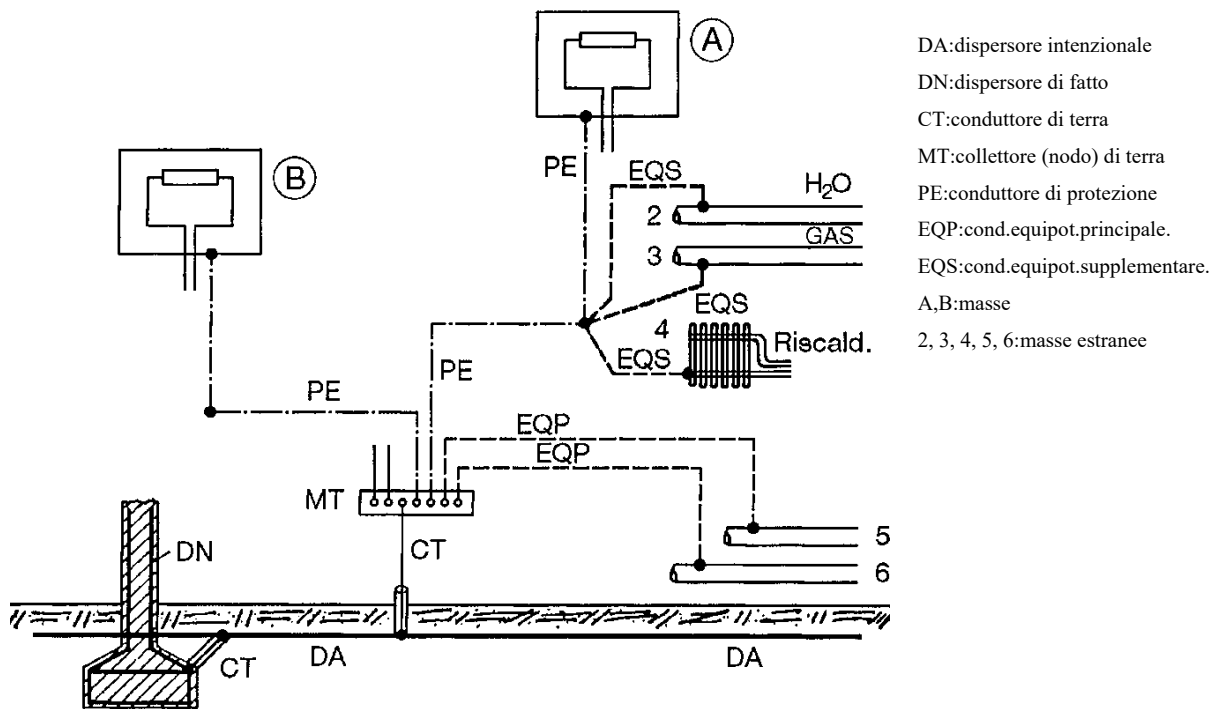 A
B
PE
EQS
H₂O
2
GAS
3
EQS
4
Riscald.
EQS
PE
PE
EQP
EQP
MT
CT
5
6
DN
CT
DA
DA
DA:dispersore intenzionale
DN:dispersore di fatto
CT:conduttore di terra
MT:collettore (nodo) di terra
PE:conduttore di protezione
EQP:cond.equipot.principale.
EQS:cond.equipot.supplementare.
A,B:masse
2, 3, 4, 5, 6:masse estranee